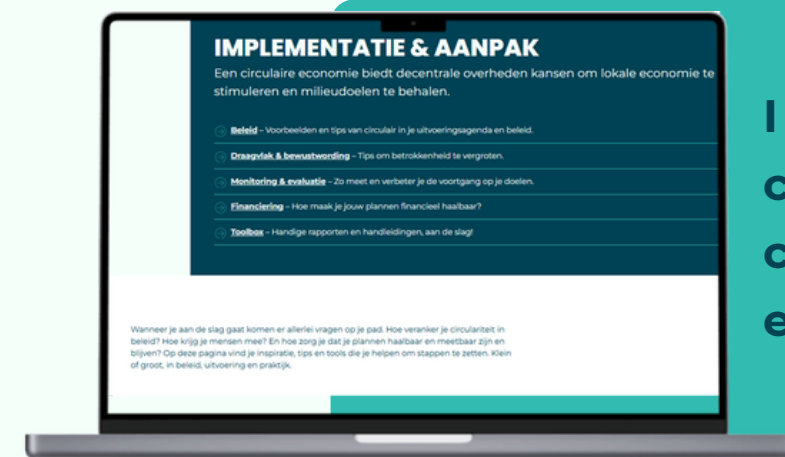 IMPLEMENTATIE & AANPAK
Een circulaire economie biedt decentrale overheden kansen om lokale economie te
stimuleren en milieudoelen te behalen.
Beleid – Voorbeelden en tips van circulair in je uitvoeringsagenda en beleid.
Draagvlak & bewustwording – Tips om betrokkenheid te vergroten.
Monitoring & evaluatie – Zo meet en verbeter je de voortgang op je doelen.
Financiering – Hoe maak je jouw plannen financieel haalbaar?
Toolbox – Handige rapporten en handleidingen, aan de slag!
Wanneer je aan de slag gaat komen er allerlei vragen op je pad. Hoe veranker je circulariteit in
beleid? Hoe krijg je mensen mee? En hoe zorg je dat je plannen haalbaar en meetbaar zijn en
blijven? Op deze pagina vind je inspiratie, tips en tools die je helpen om stappen te zetten. Klein
of groot, in beleid, uitvoering en praktijk.